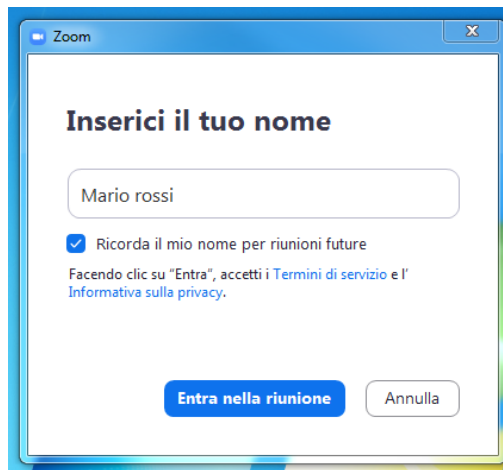 Zoom
Inserici il tuo nome
Mario rossi
Ricorda il mio nome per riunioni future
Facendo clic su "Entra", accetti i Termini di servizio e l'
Informativa sulla privacy.
Entra nella riunione Annulla